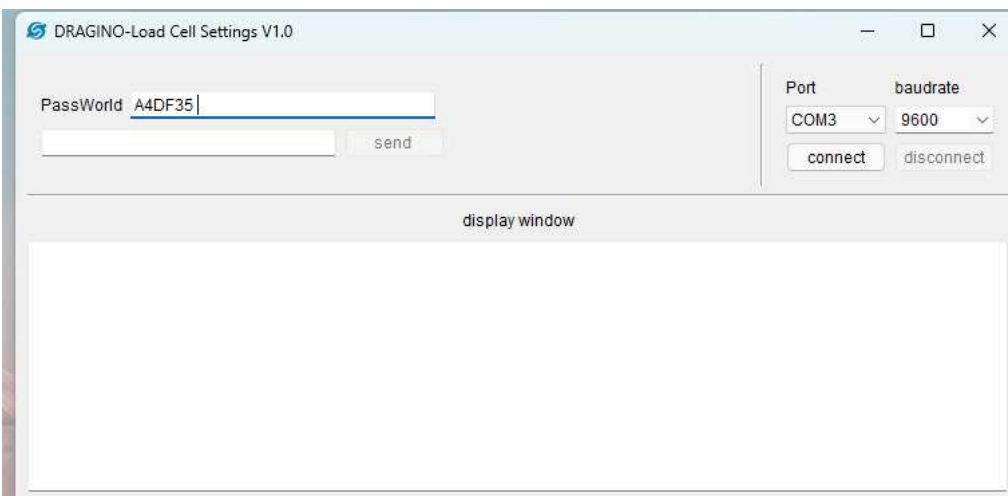 DRAGINO-Load Cell Settings V1.0
PassWorld A4DF35
send
Port baudrate
COM3 9600
connect disconnect
display window